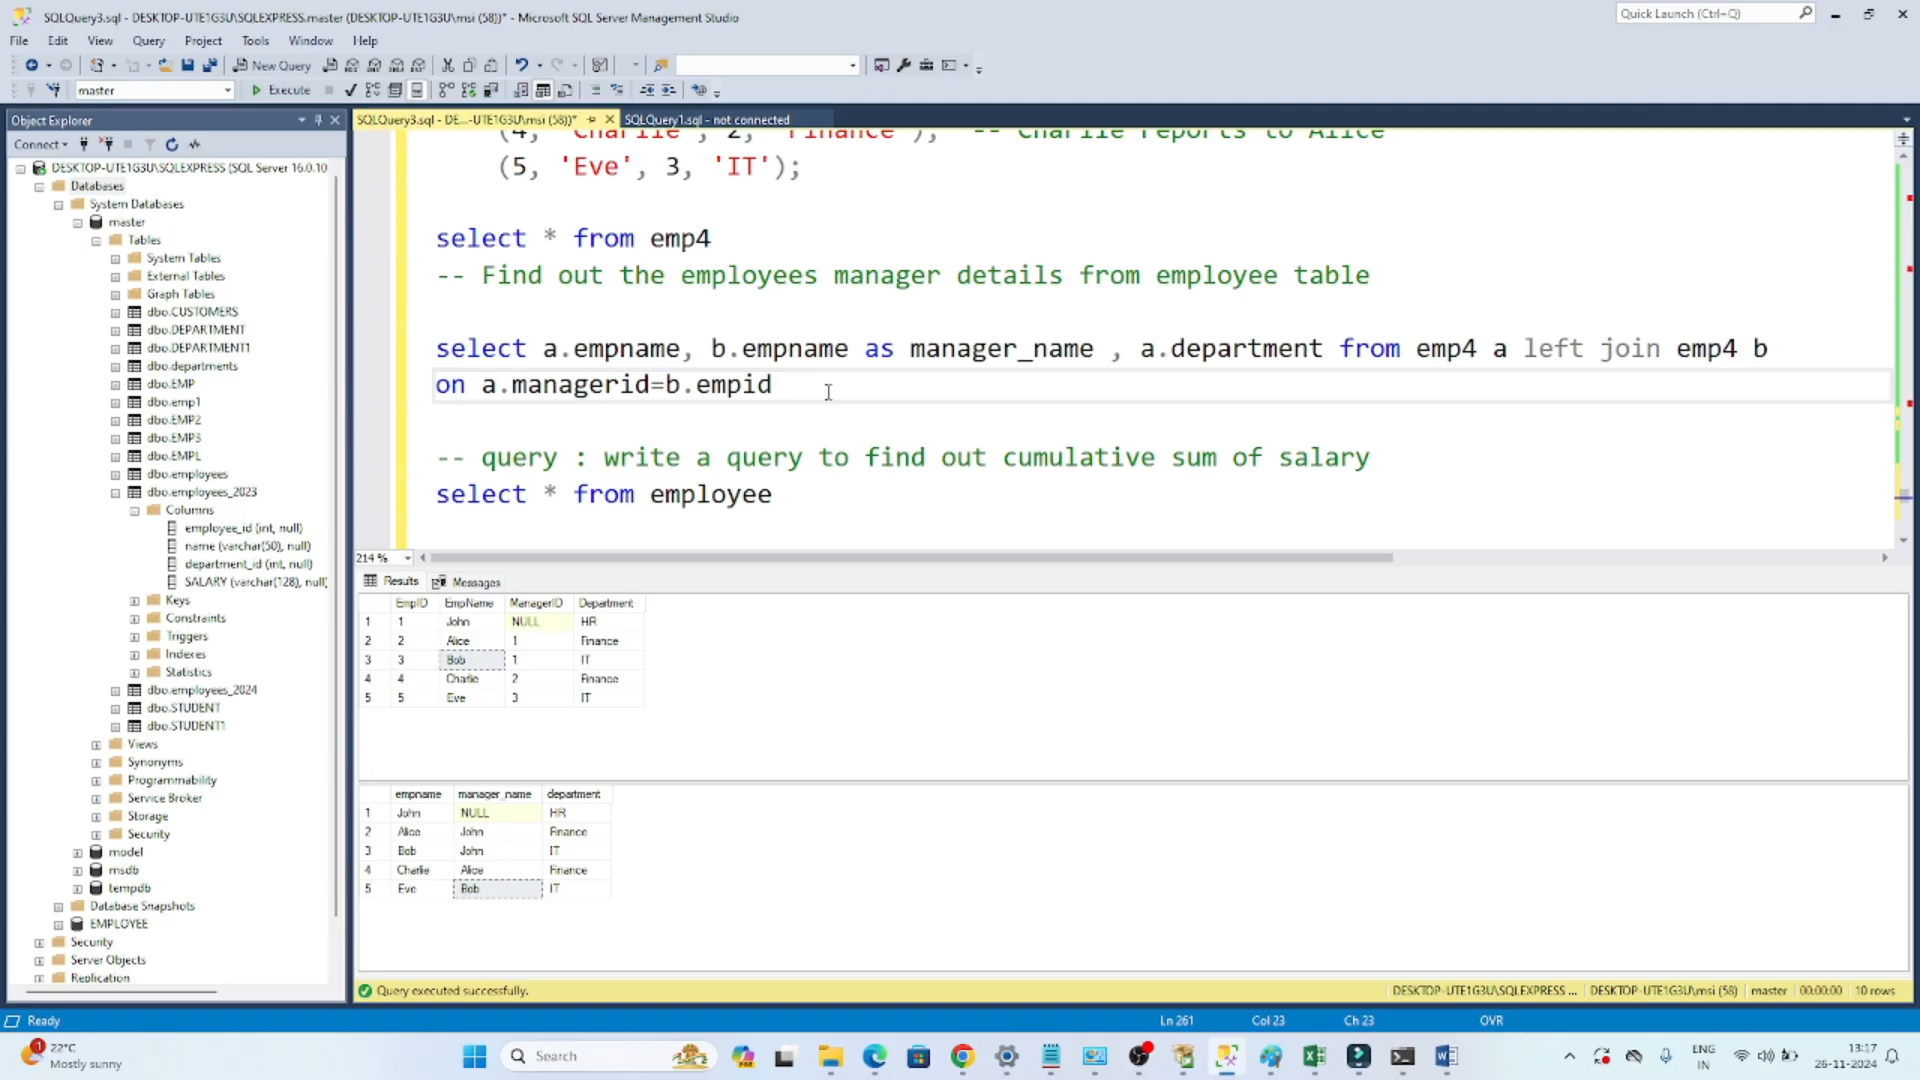 SQLQuery3.sql - DESKTOP-UTE1G3U\SQLEXPRESS.master (DESKTOP-UTE1G3U\msi (58))* - Microsoft SQL Server Management Studio
Quick Launch (Ctrl+Q)
File Edit View Query Project Tools Window Help
New Query
master
Execute
Object Explorer
SQLQuery3.sql - DE...-UTE1G3U\msi (58))*
SQLQuery1.sql - not connected
Connect
DESKTOP-UTE1G3U\SQLEXPRESS (SQL Server 16.0.10
Databases
System Databases
master
Tables
System Tables
External Tables
Graph Tables
dbo.CUSTOMERS
dbo.DEPARTMENT
dbo.DEPARTMENT1
dbo.departments
dbo.EMP
dbo.emp1
dbo.EMP2
dbo.EMP3
dbo.EMPL
dbo.employees
dbo.employees_2023
Columns
employee_id (int, null)
name (varchar(50), null)
department_id (int, null)
SALARY (varchar(128), null
Keys
Constraints
Triggers
Indexes
Statistics
dbo.employees_2024
dbo.STUDENT
dbo.STUDENT1
Views
Synonyms
Programmability
Service Broker
Storage
Security
model
msdb
tempdb
Database Snapshots
EMPLOYEE
Security
Server Objects
Replication
(4, 'Charlie', 2, 'Finance'), -- Charlie reports to Alice
(5, 'Eve', 3, 'IT');
select * from emp4
-- Find out the employees manager details from employee table
select a.empname, b.empname as manager_name , a.department from emp4 a left join emp4 b
on a.managerid=b.empid
-- query : write a query to find out cumulative sum of salary
select * from employee
214 %
Results Messages
EmpID EmpName ManagerID Department
1 1 John NULL HR
2 2 Alice 1 Finance
3 3 Bob 1 IT
4 4 Charlie 2 Finance
5 5 Eve 3 IT
empname manager_name department
1 John NULL HR
2 Alice John Finance
3 Bob John IT
4 Charlie Alice Finance
5 Eve Bob IT
Query executed successfully.
DESKTOP-UTE1G3U\SQLEXPRESS ... DESKTOP-UTE1G3U\msi (58) master 00:00:00 10 rows
Ready
Ln 261 Col 23 Ch 23 OVR
1
22°C
Mostly sunny
Search
ENG
IN
13:17
26-11-2024